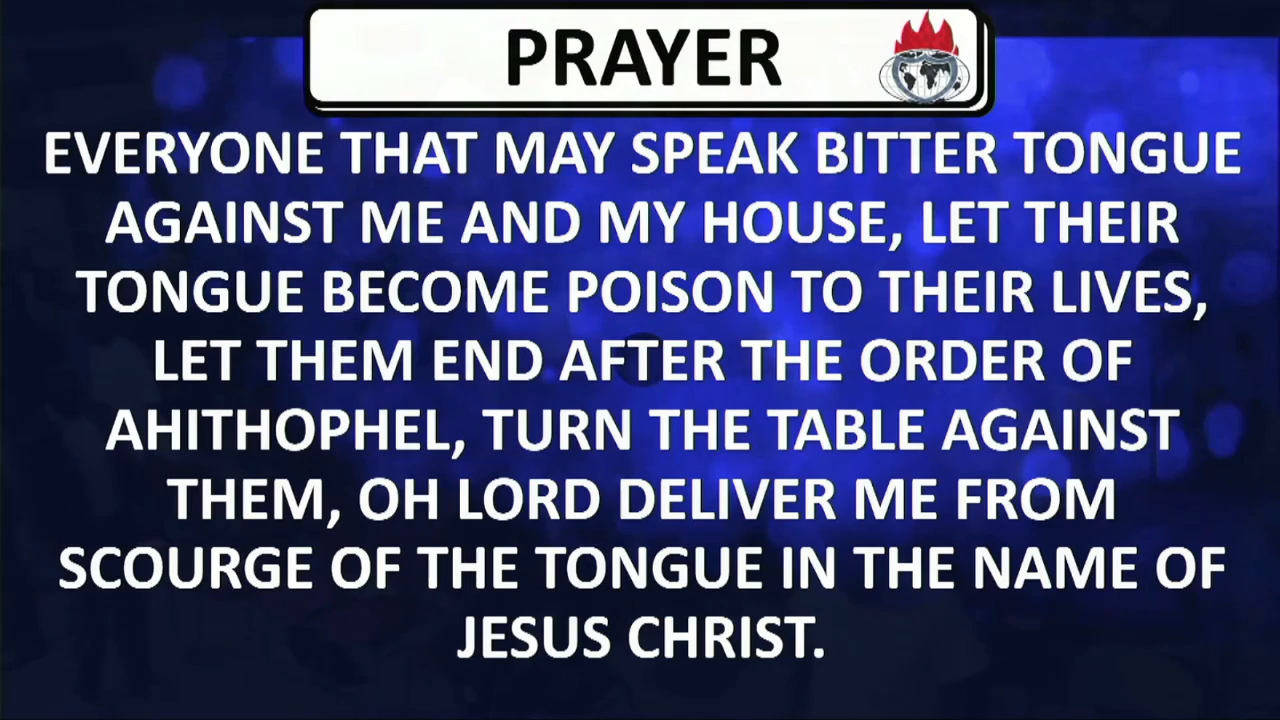 PRAYER
EVERYONE THAT MAY SPEAK BITTER TONGUE
AGAINST ME AND MY HOUSE, LET THEIR
TONGUE BECOME POISON TO THEIR LIVES,
LET THEM END AFTER THE ORDER OF
AHITHOPHEL, TURN THE TABLE AGAINST
THEM, OH LORD DELIVER ME FROM
SCOURGE OF THE TONGUE IN THE NAME OF
JESUS CHRIST.